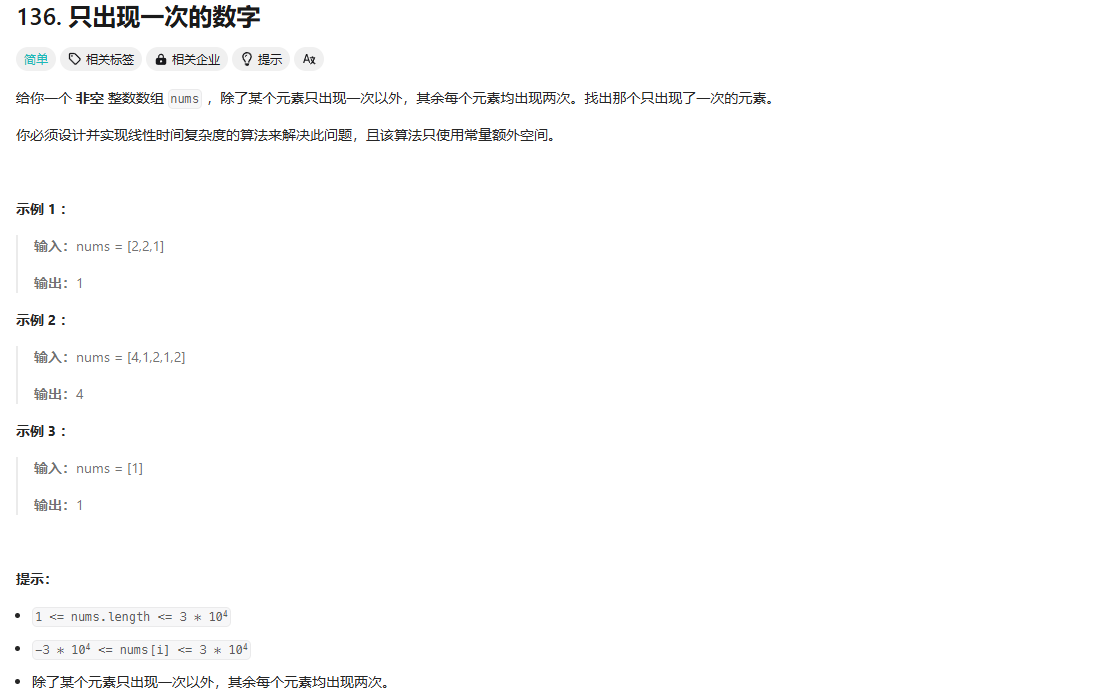 136. 只出现一次的数字
简单 相关标签 相关企业 提示 Aず
给你一个 非空 整数数组 nums ，除了某个元素只出现一次以外，其余每个元素均出现两次。找出那个只出现了一次的元素。
你必须设计并实现线性时间复杂度的算法来解决此问题，且该算法只使用常量额外空间。
示例 1 ：
输入：nums = [2,2,1]
输出：1
示例 2 ：
输入：nums = [4,1,2,1,2]
输出：4
示例 3 ：
输入：nums = [1]
输出：1
提示：
• 1 <= nums.length <= 3 * 10⁴
• -3 * 10⁴ <= nums[i] <= 3 * 10⁴
• 除了某个元素只出现一次以外，其余每个元素均出现两次。